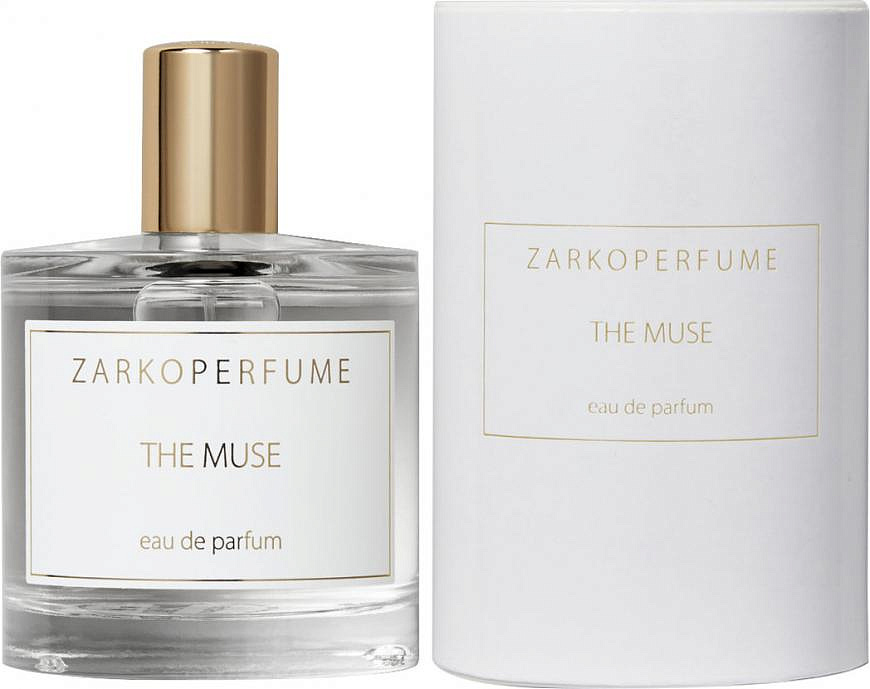 ZARKOPERFUME
THE MUSE
eau de parfum
ZARKOPERFUME
THE MUSE
eau de parfum